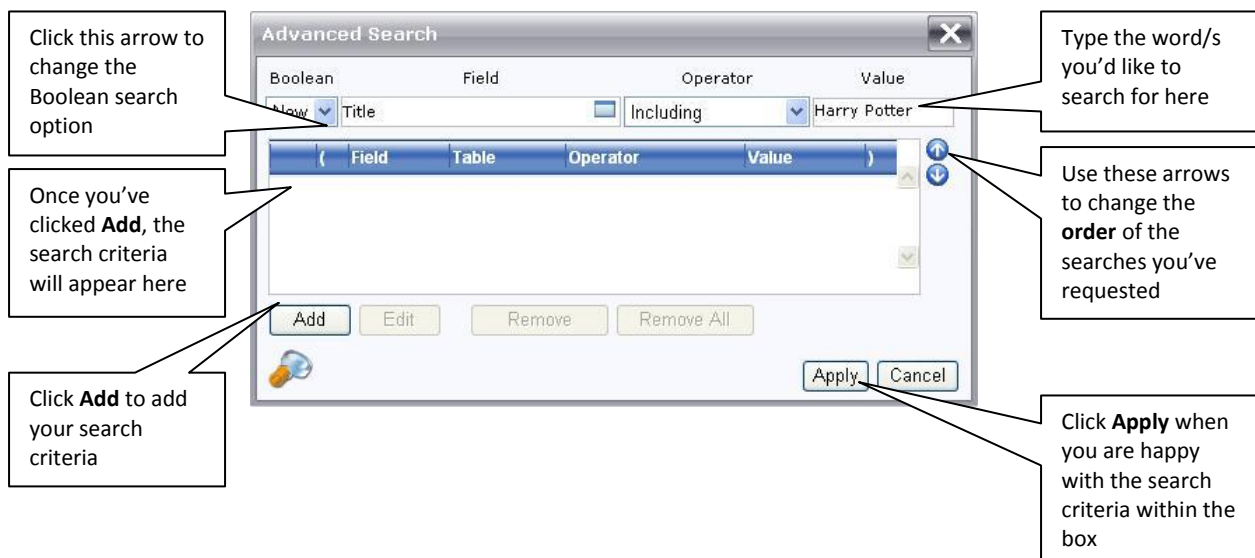 Click this arrow to
change the
Boolean search
option
Once you've
clicked Add, the
search criteria
will appear here
Click Add to add
your search
criteria
Advanced Search
Boolean Field Operator Value
New Title Including Harry Potter
( Field Table Operator Value )
Add Edit Remove Remove All
Apply Cancel
Type the word/s
you'd like to
search for here
Use these arrows
to change the
order of the
searches you've
requested
Click Apply when
you are happy
with the search
criteria within the
box